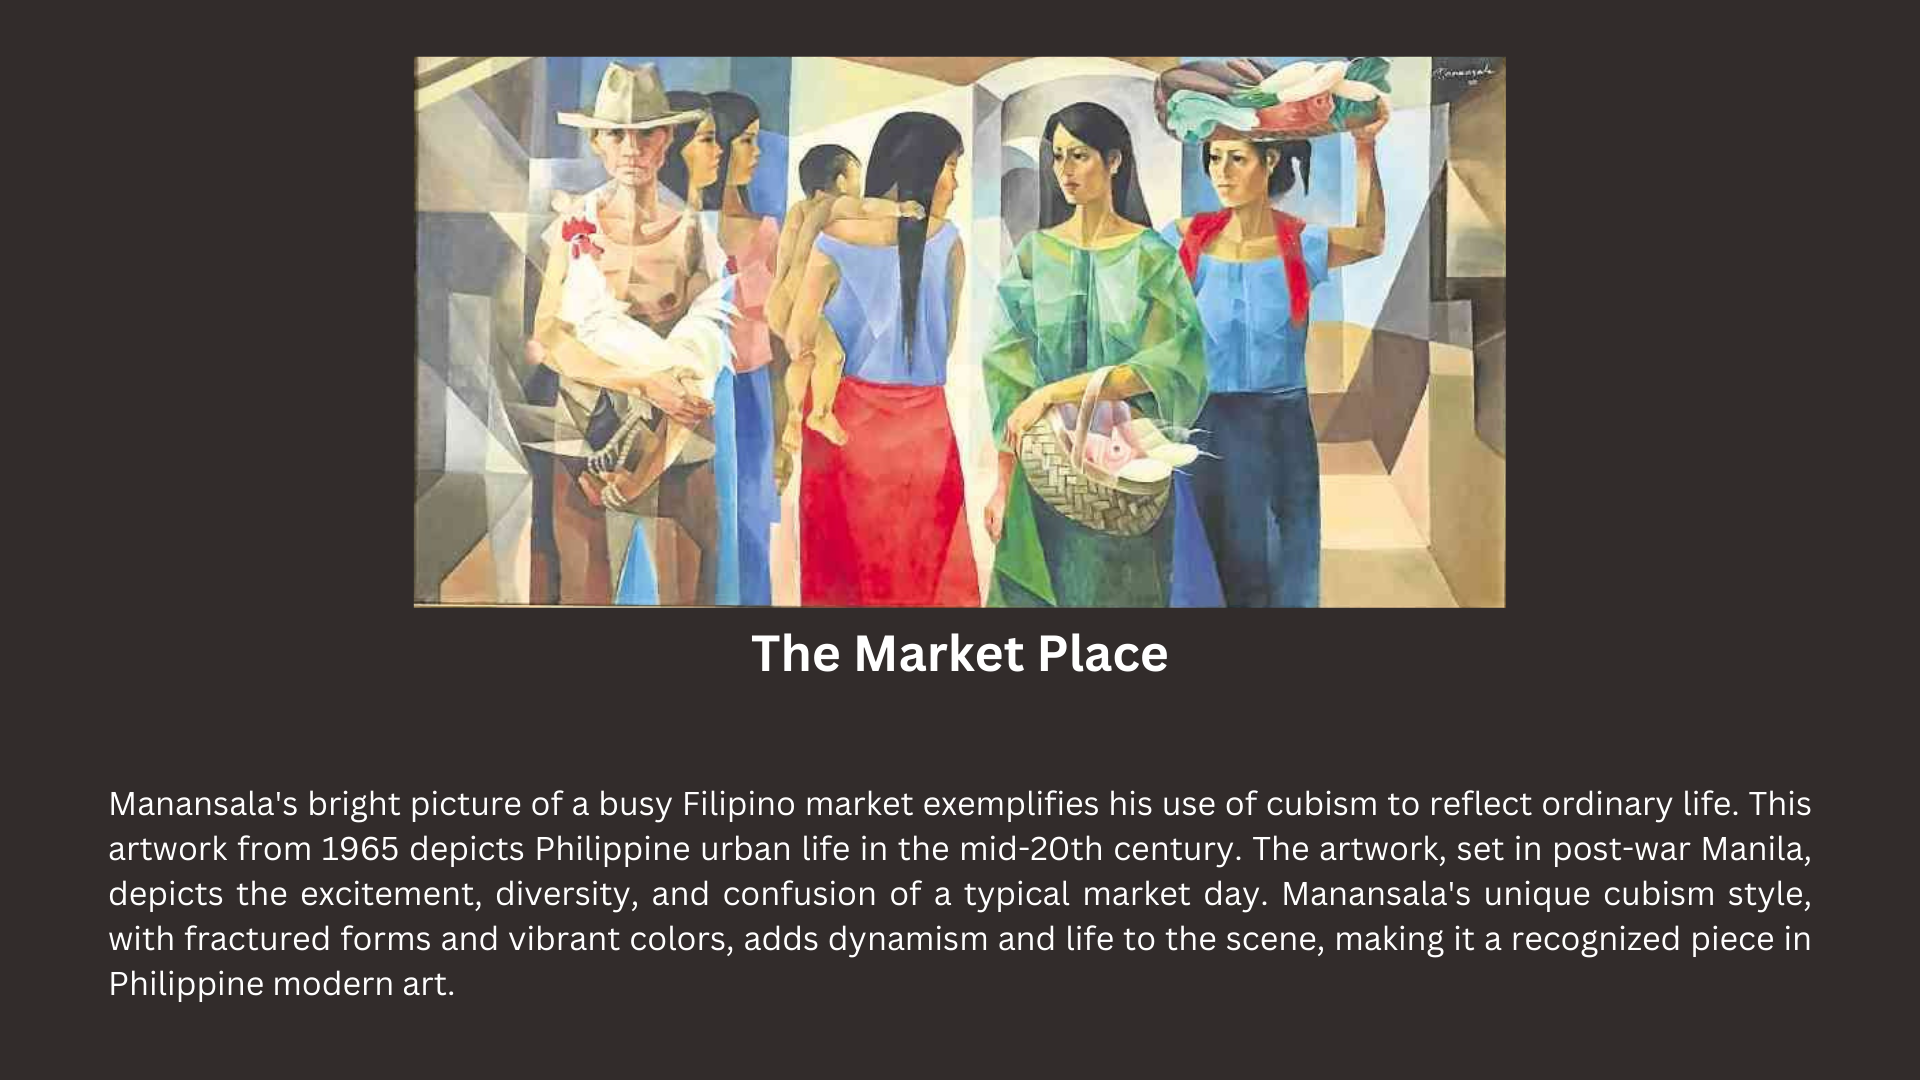 Manansala
The Market Place
Manansala's bright picture of a busy Filipino market exemplifies his use of cubism to reflect ordinary life. This
artwork from 1965 depicts Philippine urban life in the mid-20th century. The artwork, set in post-war Manila,
depicts the excitement, diversity, and confusion of a typical market day. Manansala's unique cubism style,
with fractured forms and vibrant colors, adds dynamism and life to the scene, making it a recognized piece in
Philippine modern art.